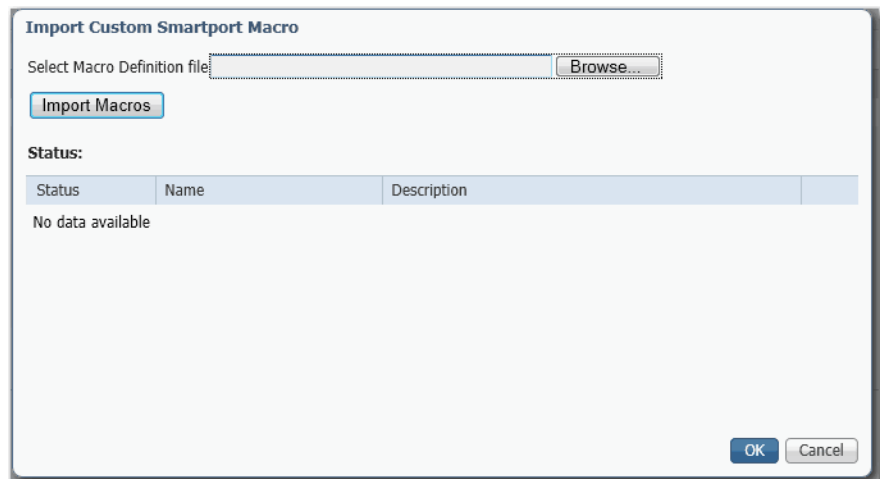 Import Custom Smartport Macro
Select Macro Definition file Browse...
Import Macros
Status:
Status Name Description
No data available
OK Cancel